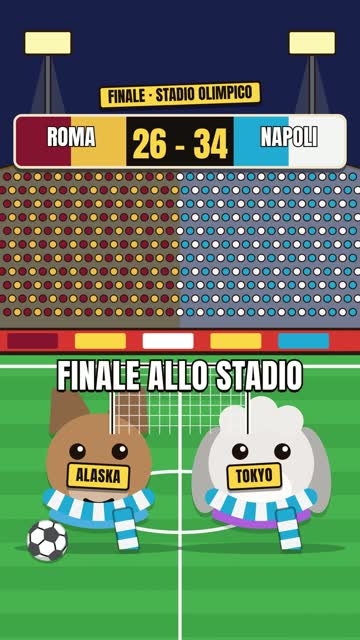 FINALE · STADIO OLIMPICO
ROMA 26 - 34 NAPOLI
FINALE ALLO STADIO
ALASKA TOKYO